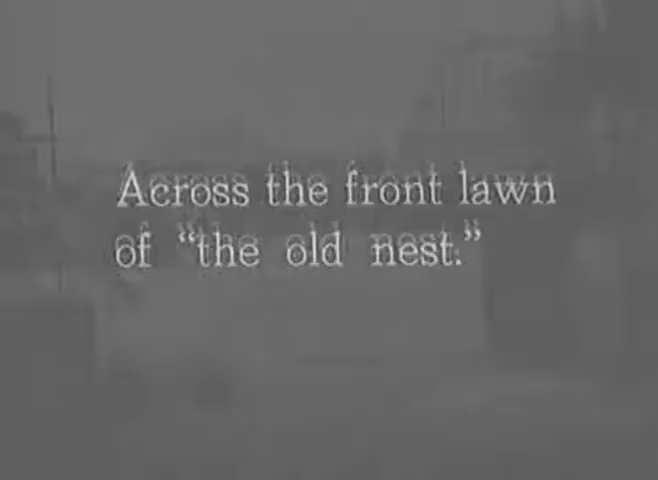 Across the front lawn
of “the old nest.”